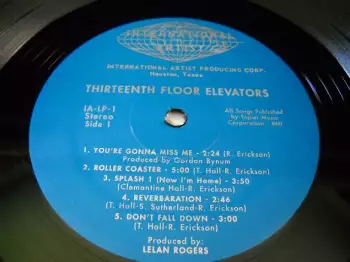 INTERNATIONAL
ARTIST
INTERNATIONAL ARTIST PRODUCING CORP.
Houston, Texas
THIRTEENTH FLOOR ELEVATORS
IA-LP-1
Stereo
Side 1
All Songs Published
by Tapier Music
Corporation BMI
1. YOU'RE GONNA MISS ME - 2:24 (R. Erickson)
Produced by Gordon Bynum
2. ROLLER COASTER - 5:00 (T. Hall-R. Erickson)
3. SPLASH 1 (Now I'm Home) - 3:50
(Clementine Hall-R. Erickson)
4. REVERBARATION - 2:46
(T. Hall-S. Sutherland-R. Erickson)
5. DON'T FALL DOWN - 3:00
(T. Hall-R. Erickson)
Produced by:
LELAN ROGERS